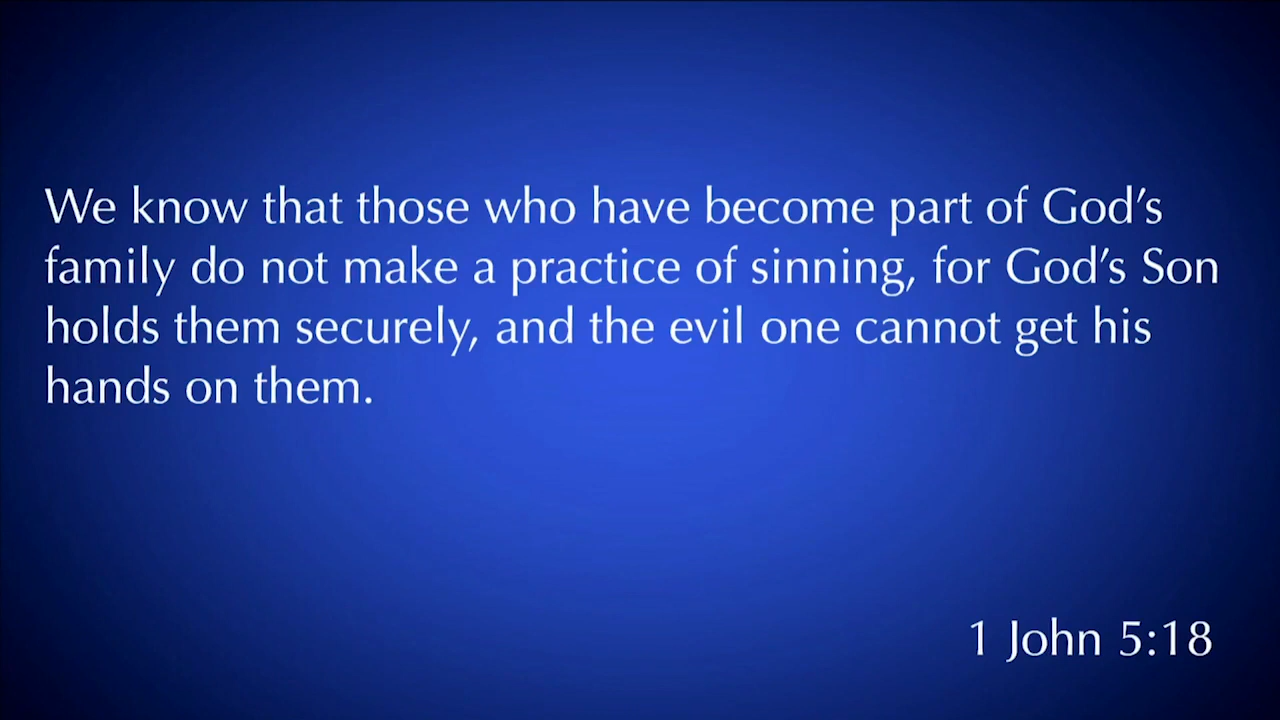 We know that those who have become part of God’s
family do not make a practice of sinning, for God’s Son
holds them securely, and the evil one cannot get his
hands on them.
1 John 5:18